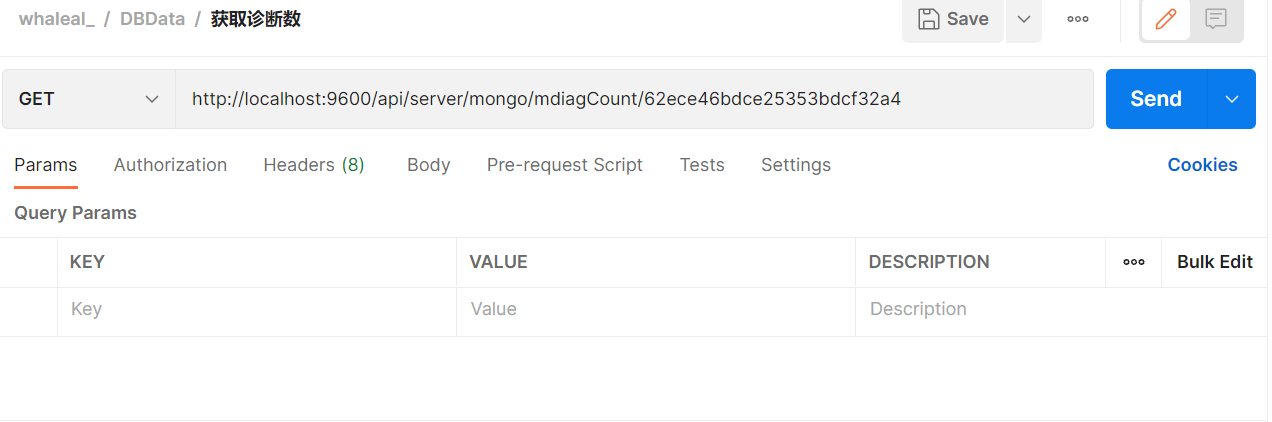 whaleal_ / DBData / 获取诊断数
Save
GET
http://localhost:9600/api/server/mongo/mdiagCount/62ece46bdce25353bdcf32a4
Send
Params Authorization Headers (8) Body Pre-request Script Tests Settings Cookies
Query Params
KEY VALUE DESCRIPTION Bulk Edit
Key Value Description